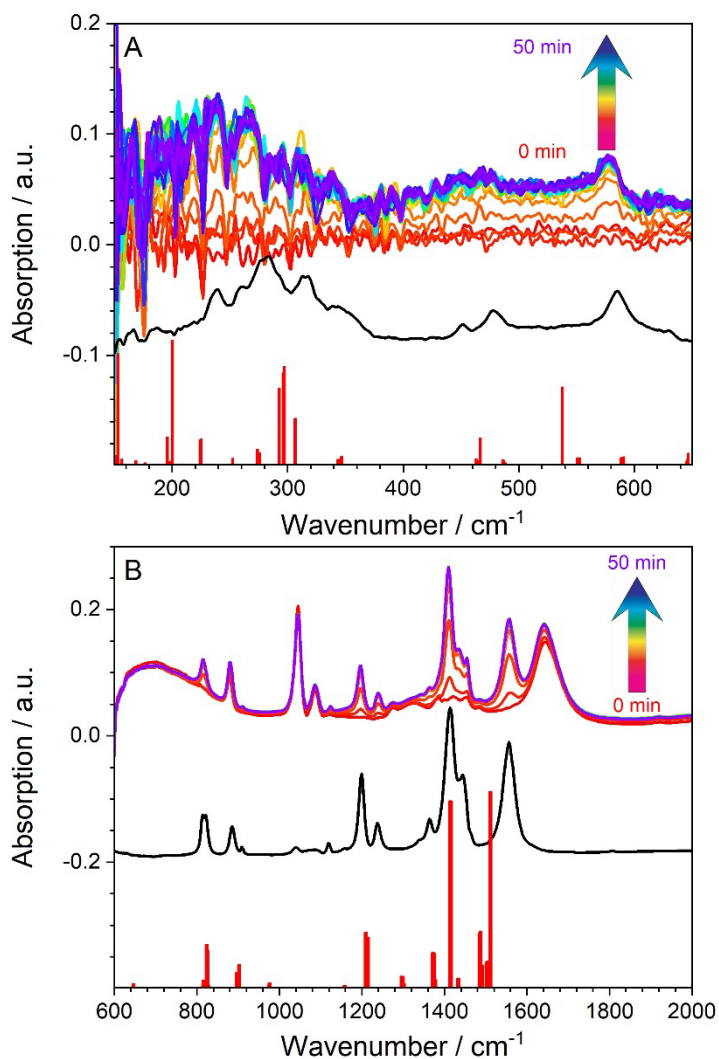 A
50 min
0 min
0.2
0.1
0.0
-0.1
Absorption / a.u.
200
300
400
500
600
Wavenumber / cm⁻¹
B
50 min
0 min
0.2
0.0
-0.2
Absorption / a.u.
600
800
1000
1200
1400
1600
1800
2000
Wavenumber / cm⁻¹